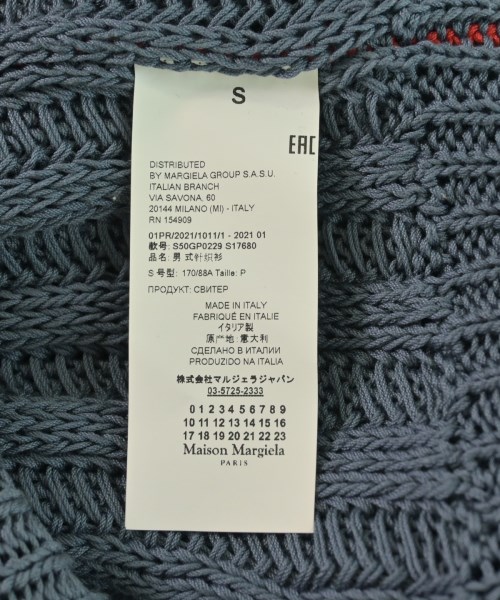 S
EAC
DISTRIBUTED
BY MARGIELA GROUP S.A.S.U.
ITALIAN BRANCH
VIA SAVONA, 60
20144 MILANO (MI) - ITALY
RN 154909
01PR/2021/1011/1 - 2021 01
款号: S50GP0229 S17680
品名: 男式针织衫
S 号型: 170/88A Taille: P
ПРОДУКТ: СВИТЕР
MADE IN ITALY
FABRIQUÉ EN ITALIE
イタリア製
原产地: 意大利
СДЕЛАНО В ИТАЛИИ
PRODUZIDO NA ITALIA
株式会社マルジェラジャパン
03-5725-2333
0 1 2 3 4 5 6 7 8 9
10 11 12 13 14 15 16
17 18 19 20 21 22 23
Maison Margiela
PARIS